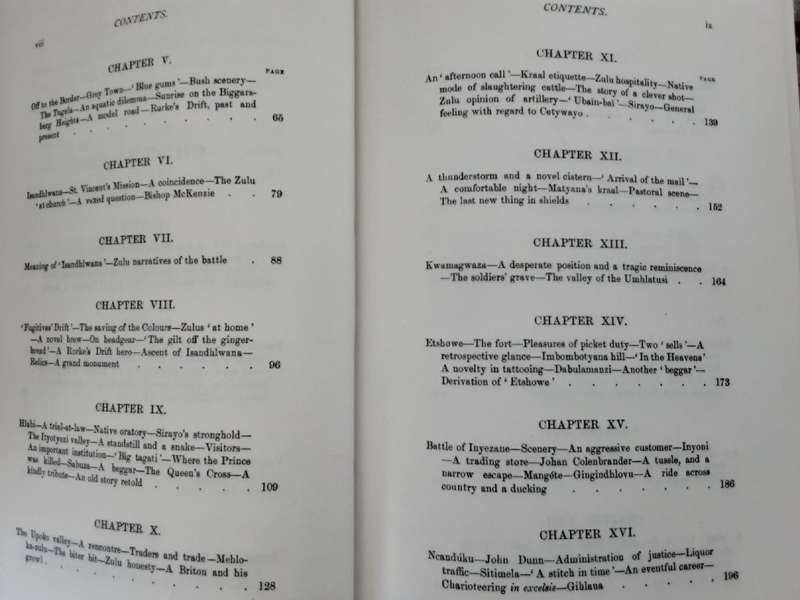 CONTENTS.
viii
CHAPTER V.
PAGE
Off to the Border—Grey Town—‘Blue gums’—Bush scenery—
The Tugela—An aquatic dilemma—Sunrise on the Biggars-
berg Heights—A model road—Rorke's Drift, past and
present . . . . . . . . 65
CHAPTER VI.
Isandhlwana—St. Vincent's Mission—A coincidence—The Zulu
‘at church’—A vexed question—Bishop McKenzie . . 79
CHAPTER VII.
Meaning of ‘Isandhlwana’—Zulu narratives of the battle . 88
CHAPTER VIII.
‘Fugitives' Drift’—The saving of the Colours—Zulus ‘at home’
—A novel brew—On headgear—‘The gilt off the ginger-
bread’—A Rorke's Drift hero—Ascent of Isandhlwana—
Relics—A grand monument . . . . . . 96
CHAPTER IX.
Hlabi—A trial-at-law—Native oratory—Sirayo's stronghold—
The Ityotyozi valley—A standstill and a snake—Visitors—
An important institution—‘Big tagati’—Where the Prince
was killed—Sabuza—A beggar—The Queen's Cross—A
kindly tribute—An old story retold . . . . . . 109
CHAPTER X.
The Upoko valley—A rencontre—Traders and trade—Mehlo-
ka-zulu—The biter bit—Zulu honesty—A Briton and his
growl . . . . . . . . 128
CONTENTS.
ix
CHAPTER XI.
PAGE
An ‘afternoon call’—Kraal etiquette—Zulu hospitality—Native
mode of slaughtering cattle—The story of a clever shot—
Zulu opinion of artillery—‘Ubain-bai’—Sirayo—General
feeling with regard to Cetywayo . . . . . 139
CHAPTER XII.
A thunderstorm and a novel cistern—‘Arrival of the mail’—
A comfortable night—Matyana's kraal—Pastoral scene—
The last new thing in shields . . . . . . 152
CHAPTER XIII.
Kwamagwaza—A desperate position and a tragic reminiscence
—The soldiers' grave—The valley of the Umhlatusi . . 164
CHAPTER XIV.
Etshowe—The fort—Pleasures of picket duty—Two ‘sells’—A
retrospective glance—Imbombotyana hill—‘In the Heavens’
A novelty in tattooing—Dabulamanzi—Another ‘beggar’—
Derivation of ‘Etshowe’ . . . . . . . 173
CHAPTER XV.
Battle of Inyezane—Scenery—An aggressive customer—Inyoni
—A trading store—Johan Colenbrander—A tussle, and a
narrow escape—Mangéte—Gingindhlovu—A ride across
country and a ducking . . . . . . . 186
CHAPTER XVI.
Ncandúku—John Dunn—Administration of justice—Liquor
traffic—Sitimela—‘A stitch in time’—An eventful career—
Charioteering in excelsis—Gihlana . . . . . 196